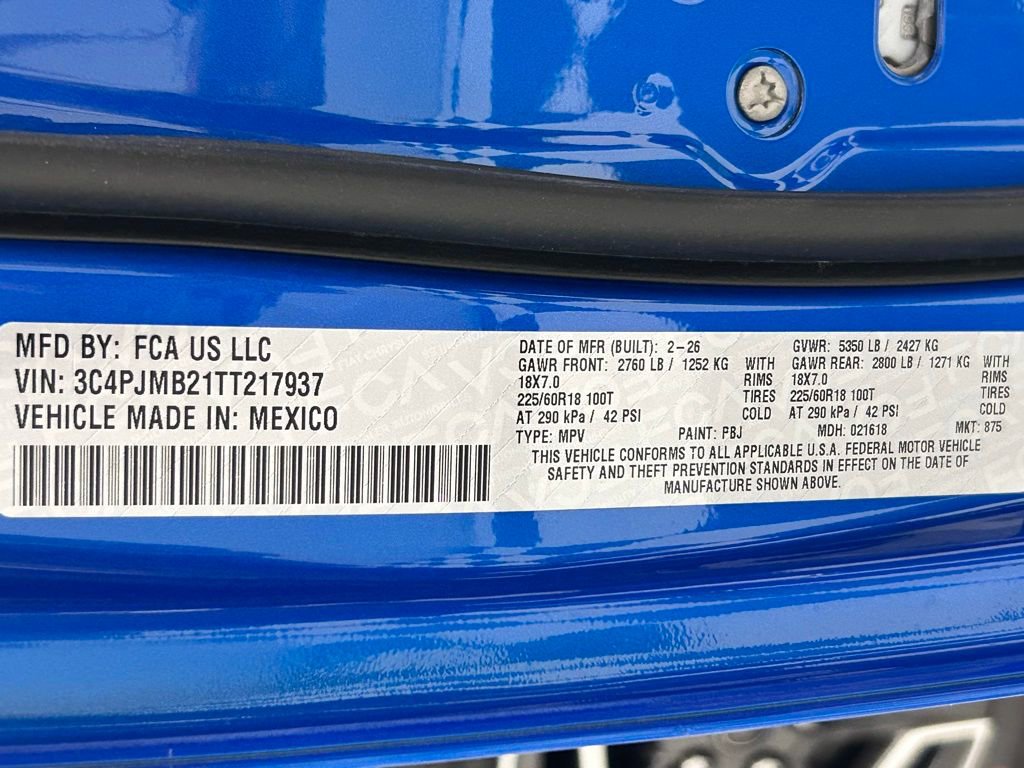 MFD BY: FCA US LLC
VIN: 3C4PJMB21TT217937
VEHICLE MADE IN: MEXICO
DATE OF MFR (BUILT): 2-26
GAWR FRONT: 2760 LB / 1252 KG WITH
18X7.0 RIMS
225/60R18 100T TIRES
AT 290 kPa / 42 PSI COLD
TYPE: MPV PAINT: PBJ
GVWR: 5350 LB / 2427 KG
GAWR REAR: 2800 LB / 1271 KG WITH
18X7.0 RIMS
225/60R18 100T TIRES
AT 290 kPa / 42 PSI COLD
MDH: 021618 MKT: 875
THIS VEHICLE CONFORMS TO ALL APPLICABLE U.S.A. FEDERAL MOTOR VEHICLE
SAFETY AND THEFT PREVENTION STANDARDS IN EFFECT ON THE DATE OF
MANUFACTURE SHOWN ABOVE.